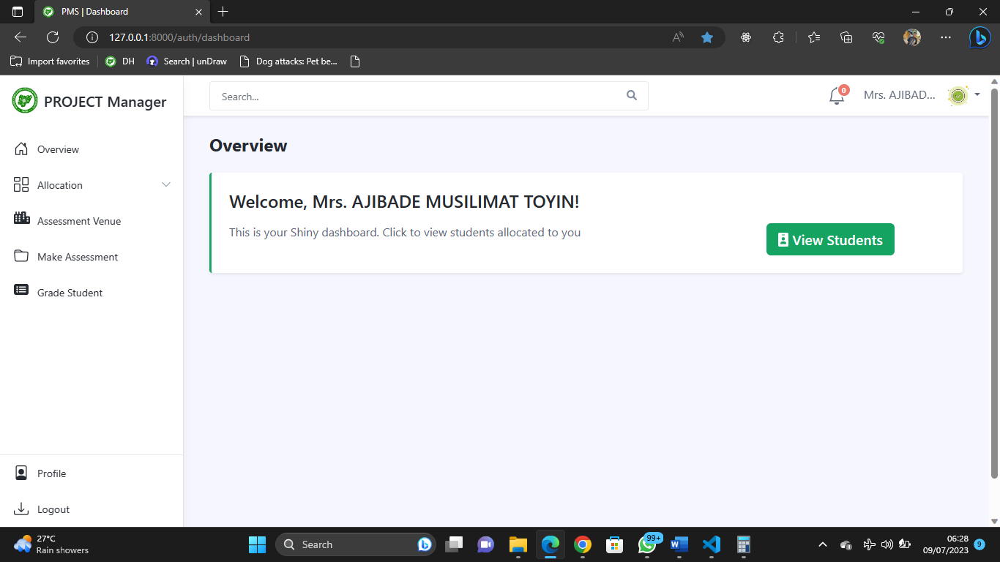 PMS | Dashboard
127.0.0.1:8000/auth/dashboard
Import favorites
DH
Search | unDraw
Dog attacks: Pet be...
PROJECT Manager
Search...
0
Mrs. AJIBAD...
Overview
Allocation
Assessment Venue
Make Assessment
Grade Student
Profile
Logout
Overview
Welcome, Mrs. AJIBADE MUSILIMAT TOYIN!
This is your Shiny dashboard. Click to view students allocated to you
View Students
27°C
Rain showers
Search
99+
06:28
09/07/2023
9